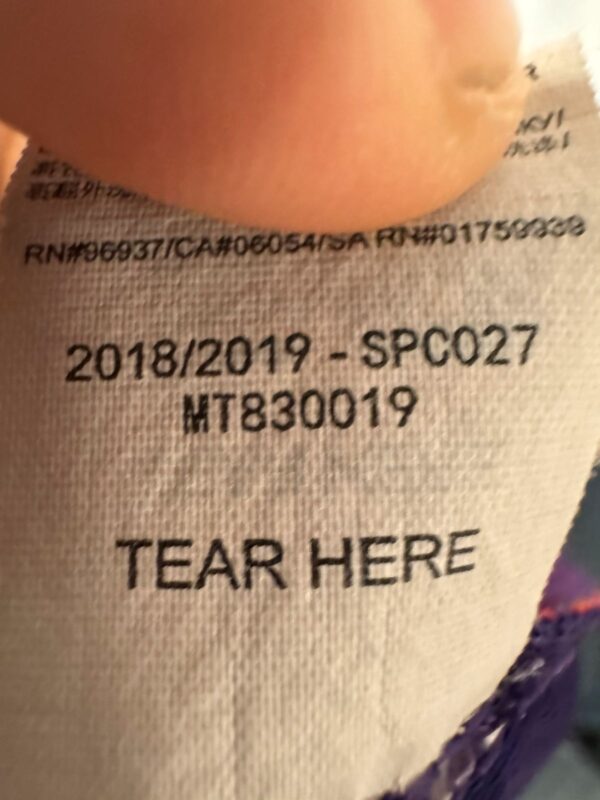 RN#96937/CA#06054/SA RN#01759939
2018/2019 - SPC027
MT830019
TEAR HERE